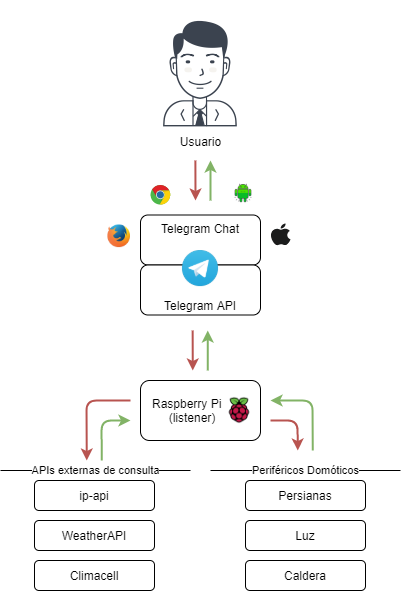 Usuario
Telegram Chat
Telegram API
Raspberry Pi
(listener)
APIs externas de consulta
Periféricos Domóticos
ip-api
Persianas
WeatherAPI
Luz
Climacell
Caldera